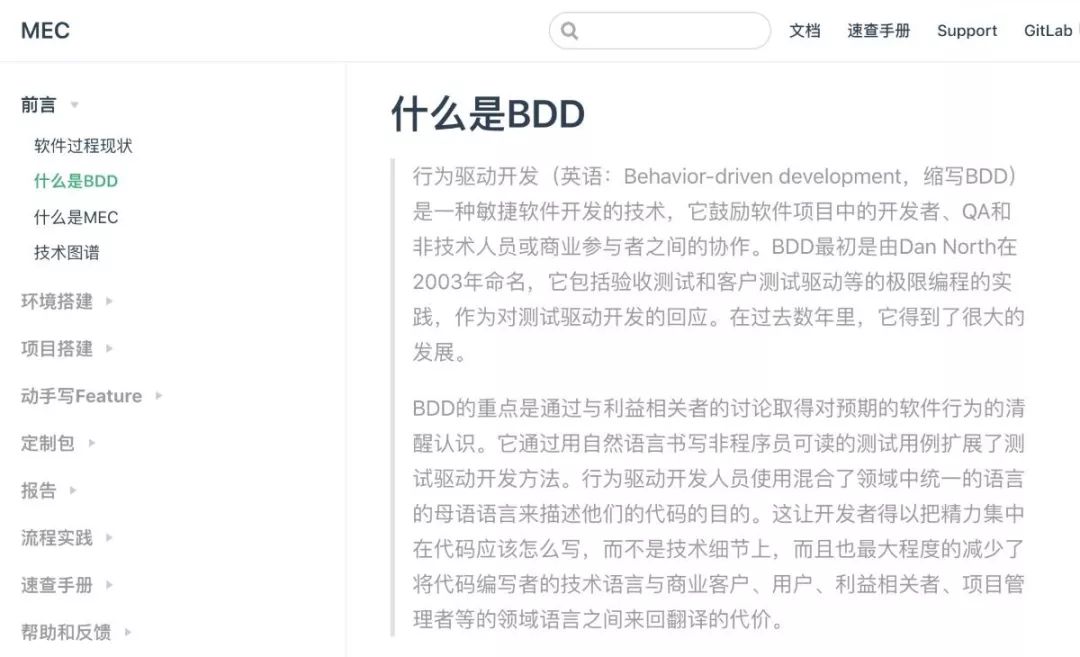 MEC
文档
速查手册
Support
GitLab
前言
软件过程现状
什么是BDD
什么是MEC
技术图谱
环境搭建
项目搭建
动手写Feature
定制包
报告
流程实践
速查手册
帮助和反馈
什么是BDD
行为驱动开发（英语：Behavior-driven development，缩写BDD）
是一种敏捷软件开发的技术，它鼓励软件项目中的开发者、QA和
非技术人员或商业参与者之间的协作。BDD最初是由Dan North在
2003年命名，它包括验收测试和客户测试驱动等的极限编程的实
践，作为对测试驱动开发的回应。在过去数年里，它得到了很大的
发展。
BDD的重点是通过与利益相关者的讨论取得对预期的软件行为的清
醒认识。它通过用自然语言书写非程序员可读的测试用例扩展了测
试驱动开发方法。行为驱动开发人员使用混合了领域中统一的语言
的母语语言来描述他们的代码的目的。这让开发者得以把精力集中
在代码应该怎么写，而不是技术细节上，而且也最大程度的减少了
将代码编写者的技术语言与商业客户、用户、利益相关者、项目管
理者等的领域语言之间来回翻译的代价。